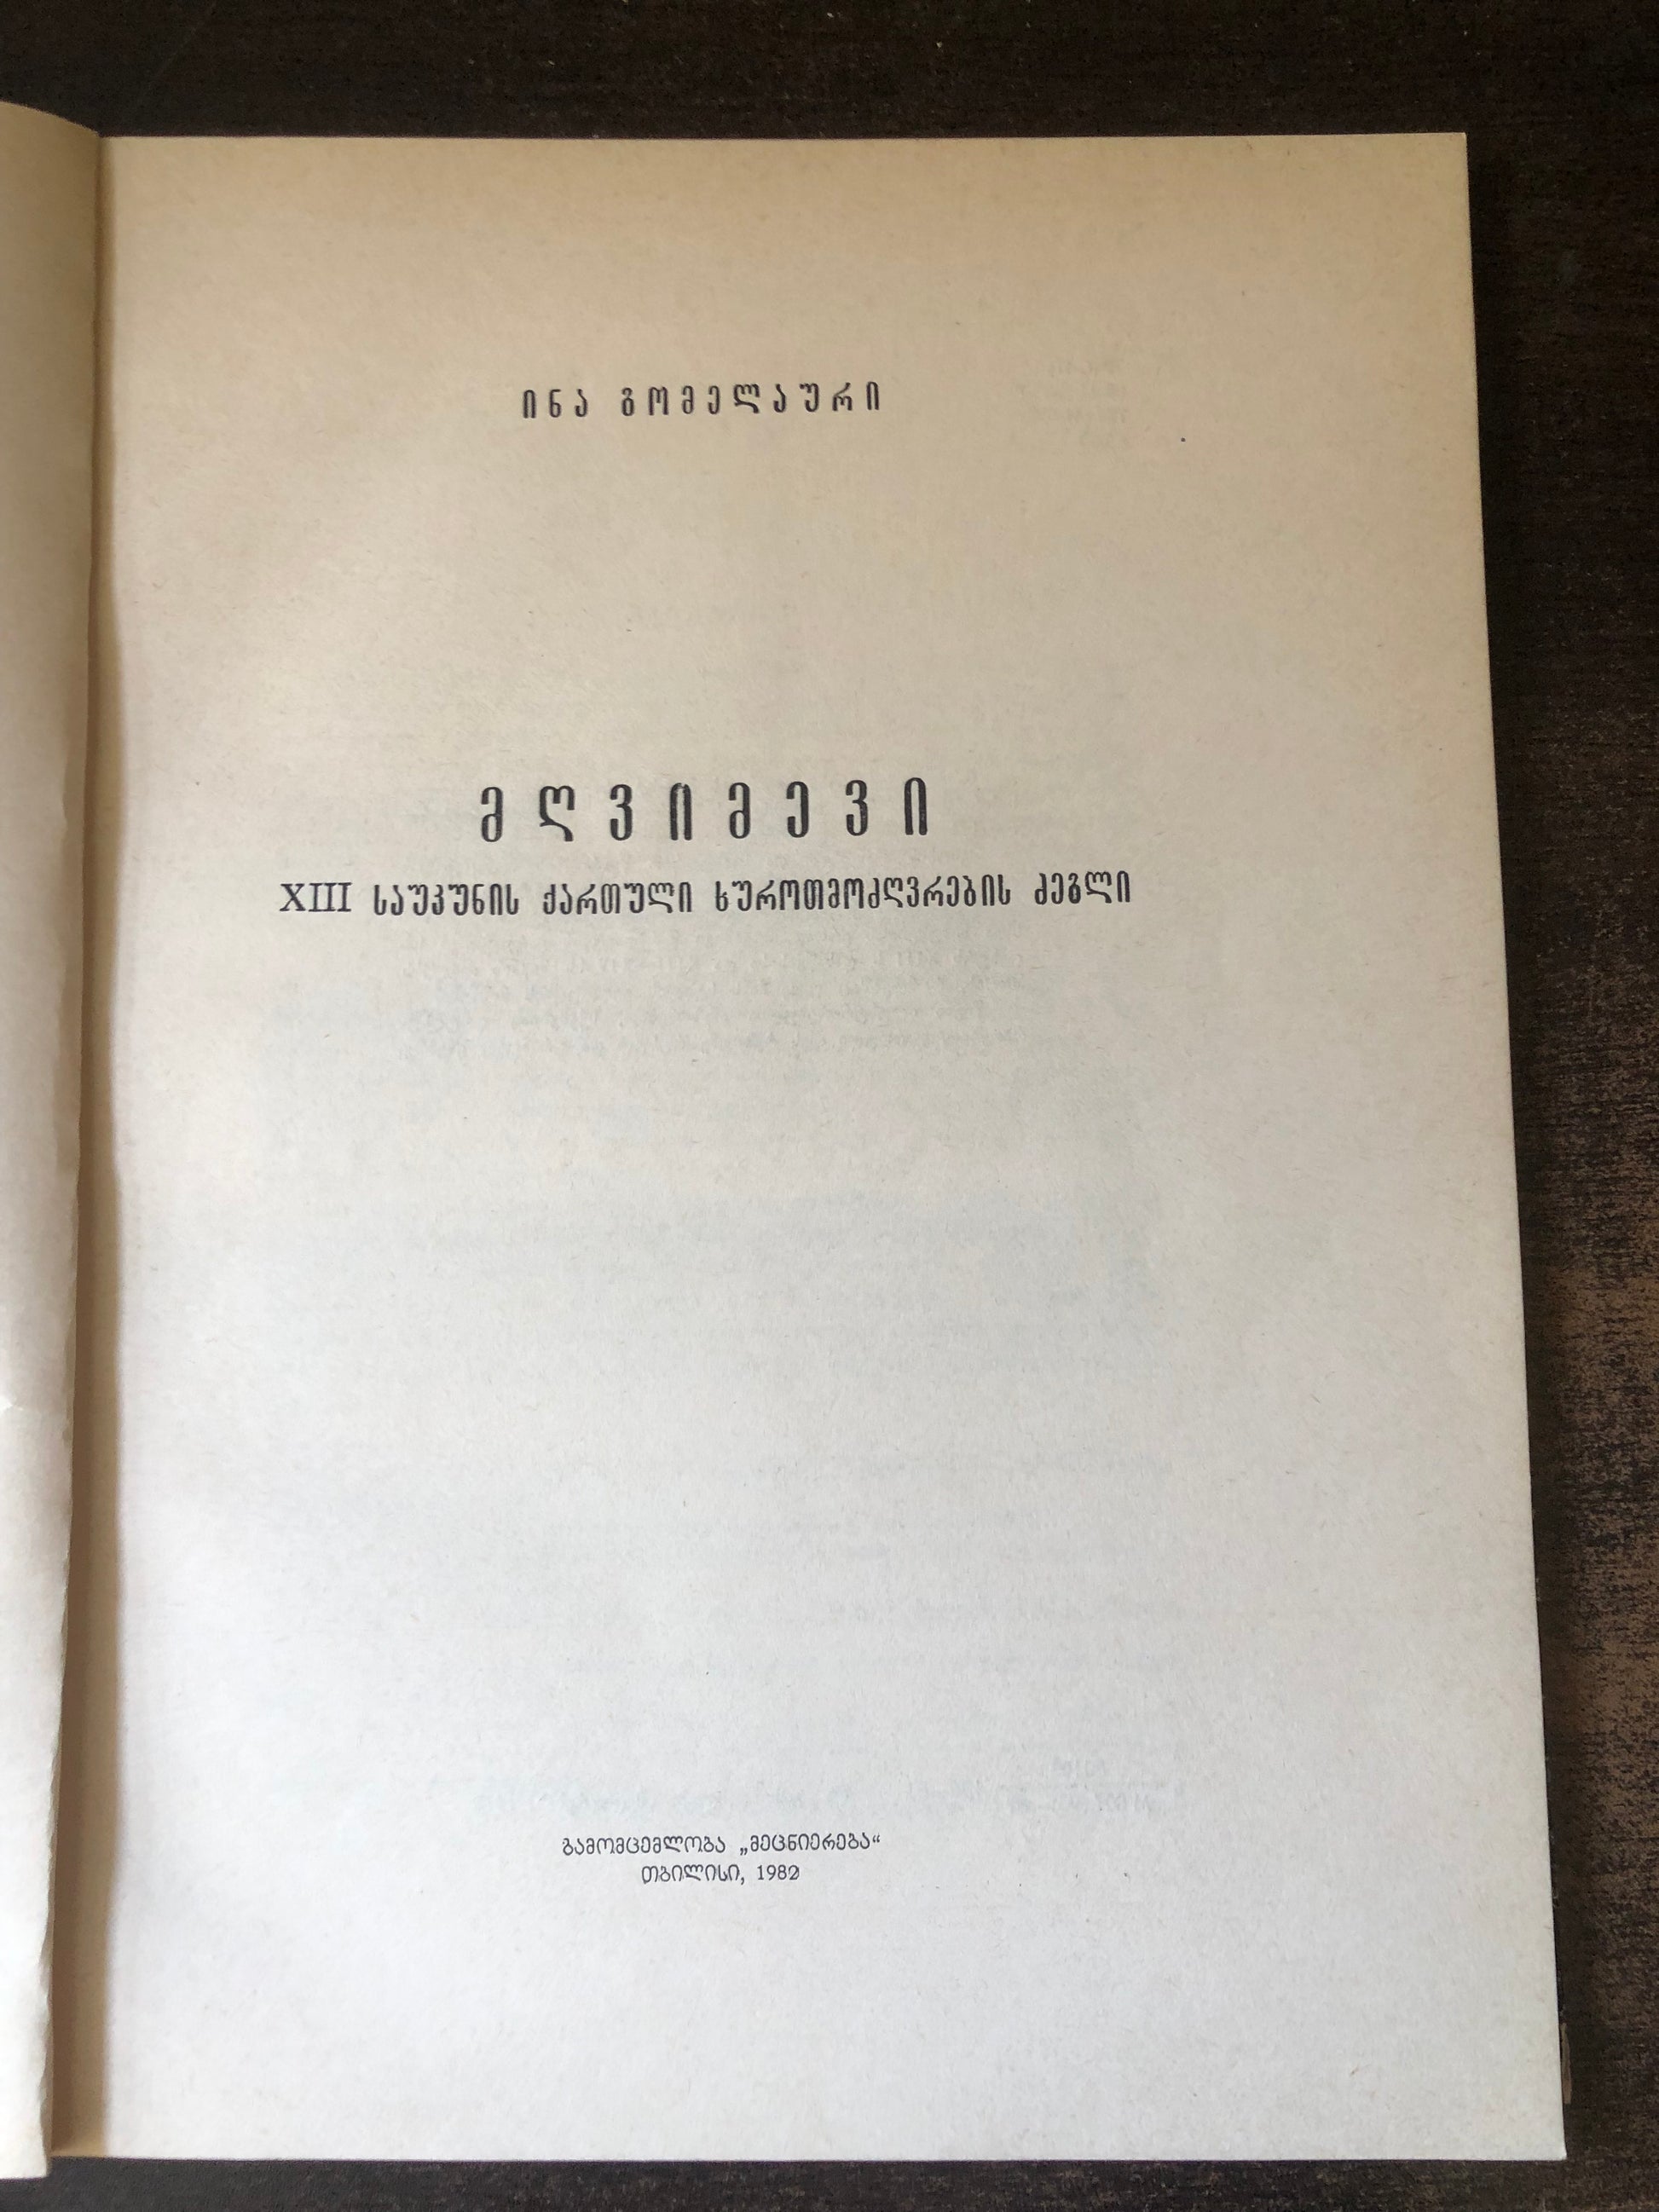 ინა გომელაური
მღვიმევი
XIII საუკუნის ქართული ხუროთმოძღვრების ძეგლი
გამომცემლობა „მეცნიერება“
თბილისი, 1982